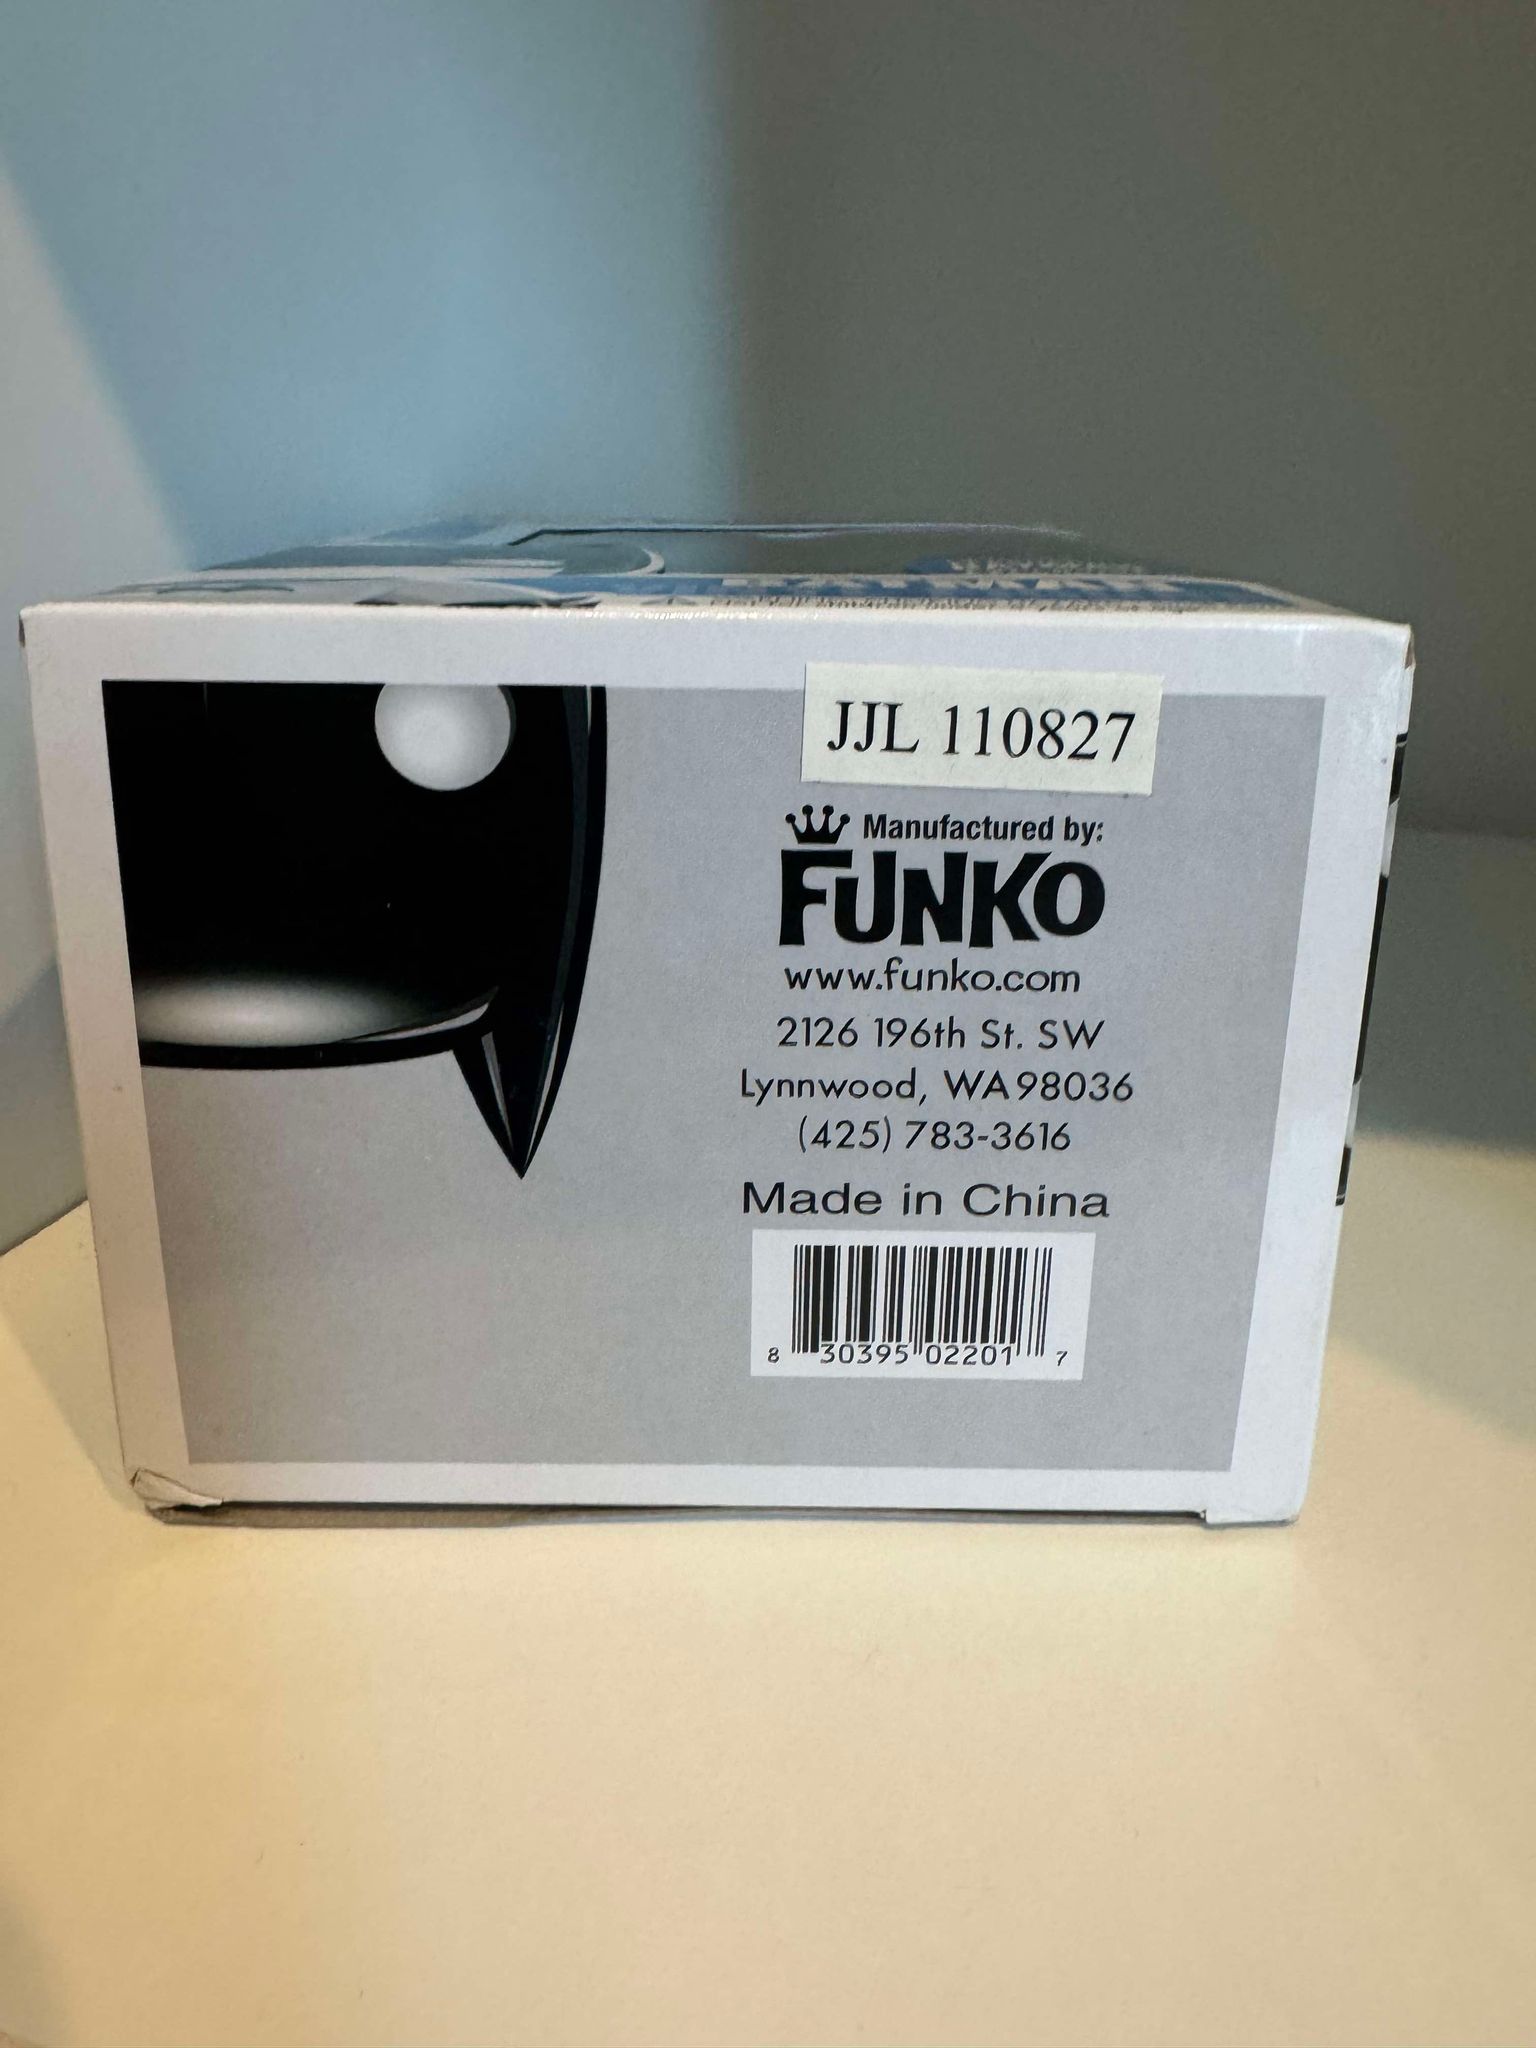 BATMAN
JJL 110827
Manufactured by:
FUNKO
www.funko.com
2126 196th St. SW
Lynnwood, WA 98036
(425) 783-3616
Made in China
8 30395 02201 7